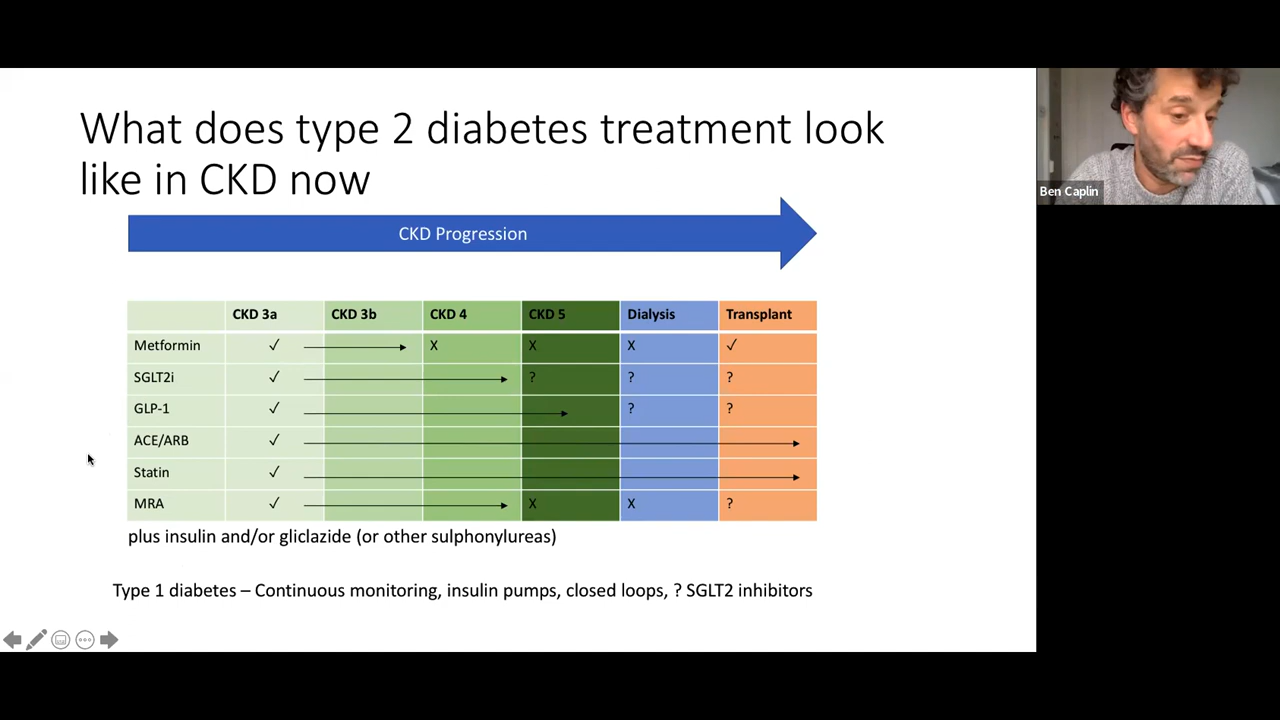 What does type 2 diabetes treatment look
like in CKD now
Ben Caplin
CKD Progression
CKD 3a CKD 3b CKD 4 CKD 5 Dialysis Transplant
Metformin ✓ X X X ✓
SGLT2i ✓ ? ? ?
GLP-1 ✓ ? ?
ACE/ARB ✓
Statin ✓
MRA ✓ X X ?
plus insulin and/or gliclazide (or other sulphonylureas)
Type 1 diabetes – Continuous monitoring, insulin pumps, closed loops, ? SGLT2 inhibitors